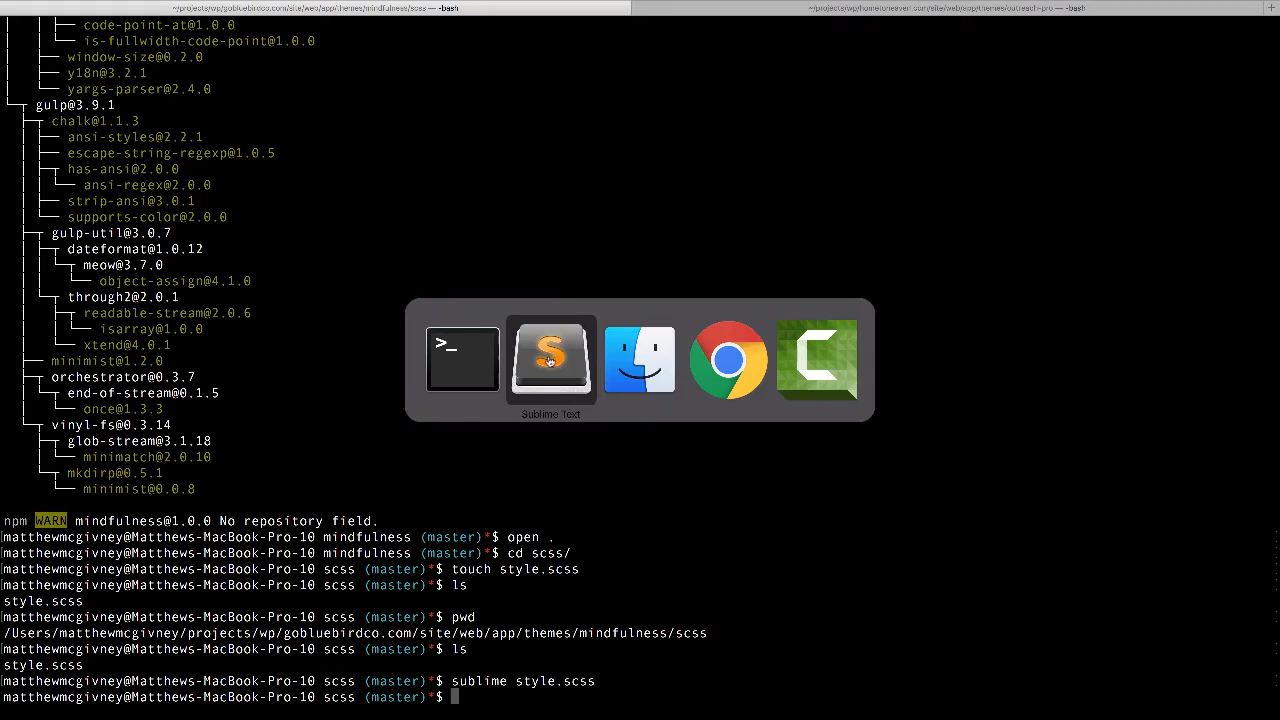 ~/projects/wp/gobluebirdco.com/site/web/app/themes/mindfulness/scss — -bash
~/projects/wp/hometoheaven.com/site/web/app/themes/outreach-pro — -bash
code-point-at@1.0.0
is-fullwidth-code-point@1.0.0
window-size@0.2.0
y18n@3.2.1
yargs-parser@2.4.0
gulp@3.9.1
chalk@1.1.3
ansi-styles@2.2.1
escape-string-regexp@1.0.5
has-ansi@2.0.0
ansi-regex@2.0.0
strip-ansi@3.0.1
supports-color@2.0.0
gulp-util@3.0.7
dateformat@1.0.12
meow@3.7.0
object-assign@4.1.0
through2@2.0.1
readable-stream@2.0.6
isarray@1.0.0
xtend@4.0.1
minimist@1.2.0
orchestrator@0.3.7
end-of-stream@0.1.5
once@1.3.3
vinyl-fs@0.3.14
glob-stream@3.1.18
minimatch@2.0.10
mkdirp@0.5.1
minimist@0.0.8
>_
S
C
Sublime Text
npm WARN mindfulness@1.0.0 No repository field.
[matthewmcgivney@Matthews-MacBook-Pro-10 mindfulness (master)*$ open .
[matthewmcgivney@Matthews-MacBook-Pro-10 mindfulness (master)*$ cd scss/
[matthewmcgivney@Matthews-MacBook-Pro-10 scss (master)*$ touch style.scss
[matthewmcgivney@Matthews-MacBook-Pro-10 scss (master)*$ ls
style.scss
[matthewmcgivney@Matthews-MacBook-Pro-10 scss (master)*$ pwd
/Users/matthewmcgivney/projects/wp/gobluebirdco.com/site/web/app/themes/mindfulness/scss
[matthewmcgivney@Matthews-MacBook-Pro-10 scss (master)*$ ls
style.scss
[matthewmcgivney@Matthews-MacBook-Pro-10 scss (master)*$ sublime style.scss
matthewmcgivney@Matthews-MacBook-Pro-10 scss (master)*$